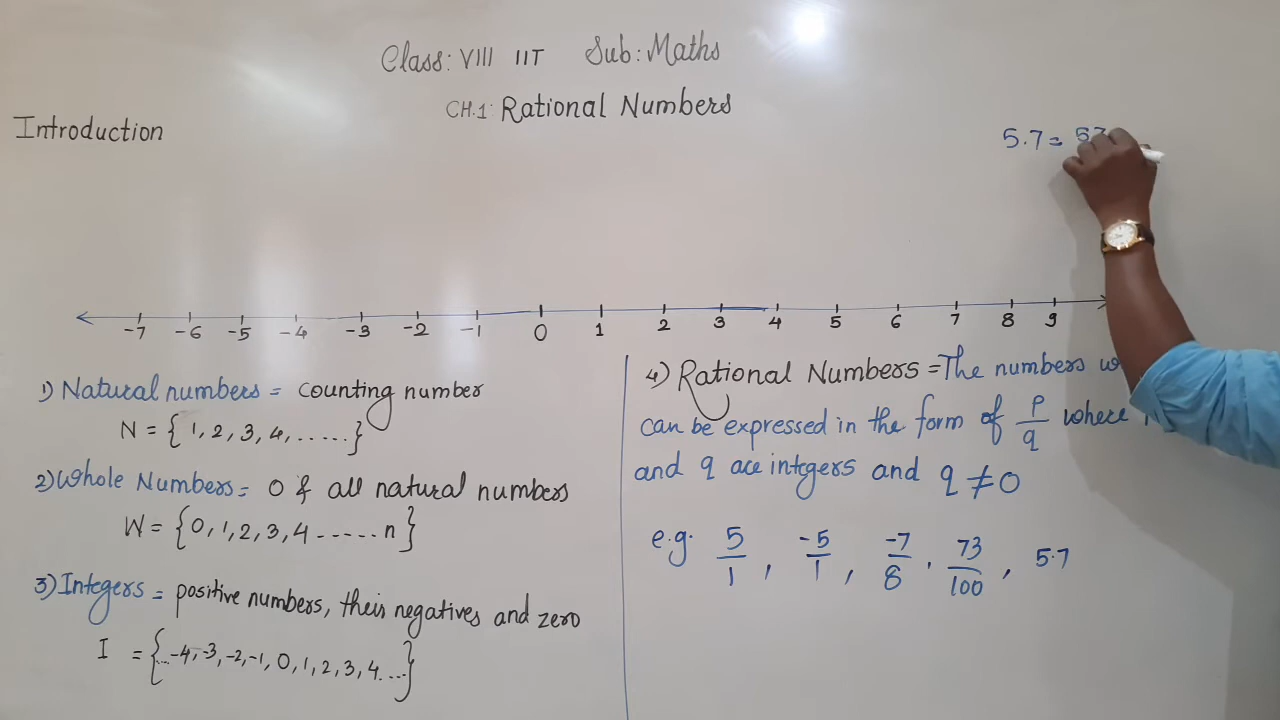 Class: VIII IIT Sub: Maths
CH.1: Rational Numbers
Introduction
5.7 = 57
-7 -6 -5 -4 -3 -2 -1 0 1 2 3 4 5 6 7 8 9
1) Natural numbers = counting number
N = {1, 2, 3, 4, ......}
2) Whole Numbers = 0 & all natural numbers
W = {0, 1, 2, 3, 4 ----- n}
3) Integers = positive numbers, their negatives and zero
I = {...-4, -3, -2, -1, 0, 1, 2, 3, 4. ...}
4) Rational Numbers = The numbers
can be expressed in the form of p/q where
and q are integers and q ≠ 0
e.g. 5/1, -5/1, -7/8, 73/100, 5.7